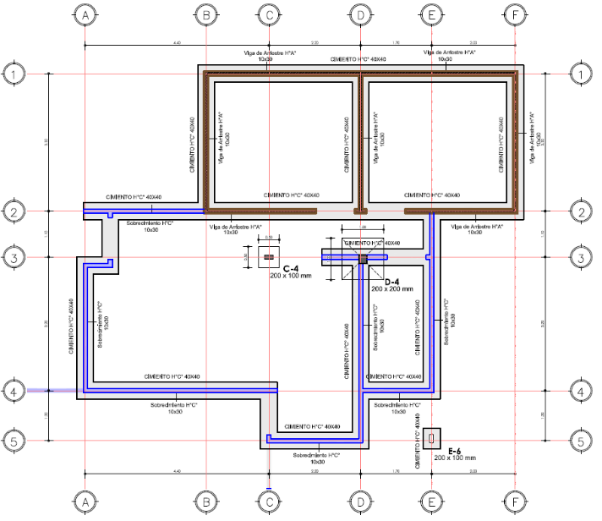 A B C D E F
4.40 2.00 1.70 2.00
Viga de Arriostre H°A°
10x30
Viga de Arriostre H°A°
10x30
CIMIENTO H°C° 40X40
CIMIENTO H°C° 40X40
1 1
CIMIENTO H°C° 40X40
Viga de Arriostre H°A°
10x30
CIMIENTO H°C° 40X40
Viga de Arriostre H°A°
10x30
CIMIENTO H°C° 40X40
Viga de Arriostre H°A°
10x30
CIMIENTO H°C° 40X40
CIMIENTO H°C° 40X40
CIMIENTO H°C° 40X40
2 2
Sobrecimiento H°C°
10x30
Viga de Arriostre H°A°
10x30
Viga de Arriostre H°A°
10x30
CIMIENTO H°C° 40X40
3 3
C-4
200 x 100 mm
D-4
200 x 200 mm
CIMIENTO H°C° 40X40
Sobrecimiento H°C°
10x30
CIMIENTO H°C° 40X40
Sobrecimiento H°C°
10x30
Sobrecimiento H°C°
10x30
CIMIENTO H°C° 40X40
CIMIENTO H°C° 40X40
4 4
Sobrecimiento H°C°
10x30
Sobrecimiento H°C°
10x30
CIMIENTO H°C° 40X40
CIMIENTO H°C° 40X40
5 5
Sobrecimiento H°C°
10x30
E-6
200 x 100 mm
4.40 2.00 1.70 2.00
A B C D E F